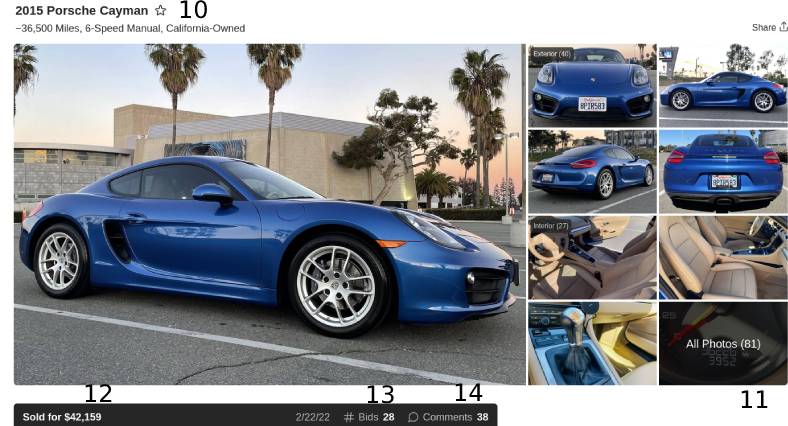 2015 Porsche Cayman 10
~36,500 Miles, 6-Speed Manual, California-Owned
Share
Exterior (40)
8PIR583
8PIR583
Interior (27)
All Photos (81)
12
13
14
11
Sold for $42,159
2/22/22
# Bids 28
Comments 38